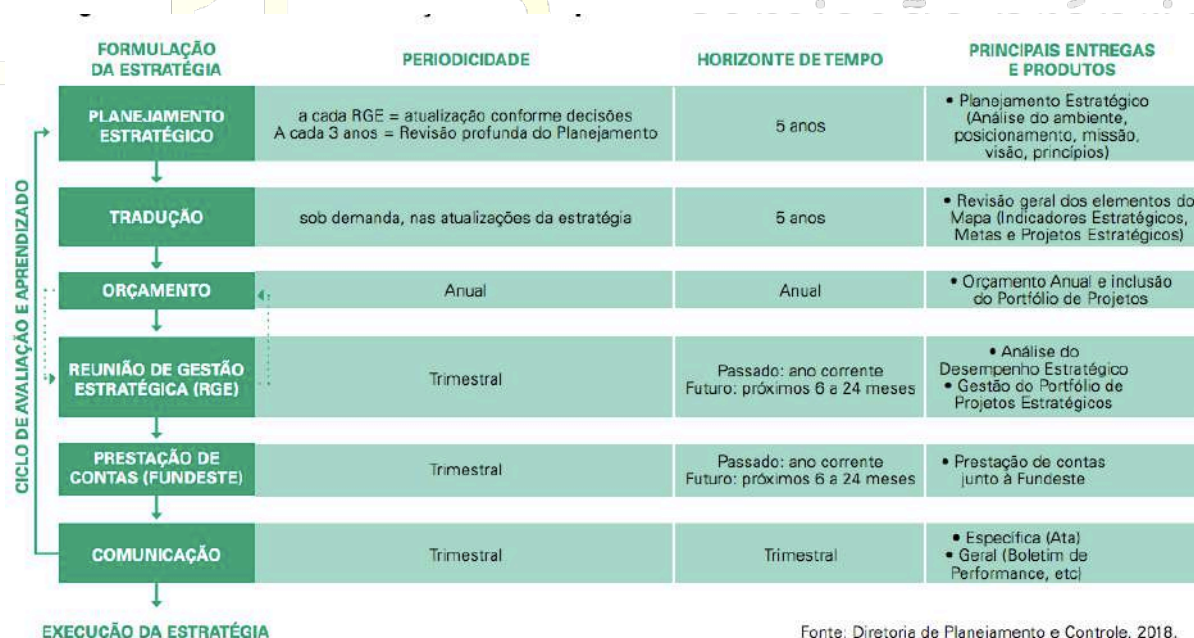 FORMULAÇÃO
DA ESTRATÉGIA
PERIODICIDADE
HORIZONTE DE TEMPO
PRINCIPAIS ENTREGAS
E PRODUTOS
PLANEJAMENTO
ESTRATÉGICO
a cada RGE = atualização conforme decisões
A cada 3 anos = Revisão profunda do Planejamento
5 anos
• Planejamento Estratégico
(Análise do ambiente,
posicionamento, missão,
visão, princípios)
TRADUÇÃO
sob demanda, nas atualizações da estratégia
5 anos
• Revisão geral dos elementos do
Mapa (Indicadores Estratégicos,
Metas e Projetos Estratégicos)
ORÇAMENTO
Anual
Anual
• Orçamento Anual e inclusão
do Portfólio de Projetos
REUNIÃO DE GESTÃO
ESTRATÉGICA (RGE)
Trimestral
Passado: ano corrente
Futuro: próximos 6 a 24 meses
• Análise do
Desempenho Estratégico
• Gestão do Portfólio de
Projetos Estratégicos
PRESTAÇÃO DE
CONTAS (FUNDESTE)
Trimestral
Passado: ano corrente
Futuro: próximos 6 a 24 meses
• Prestação de contas
junto à Fundeste
COMUNICAÇÃO
Trimestral
Trimestral
• Específica (Ata)
• Geral (Boletim de
Performance, etc)
CICLO DE AVALIAÇÃO E APRENDIZADO
EXECUÇÃO DA ESTRATÉGIA
Fonte: Diretoria de Planejamento e Controle, 2018.